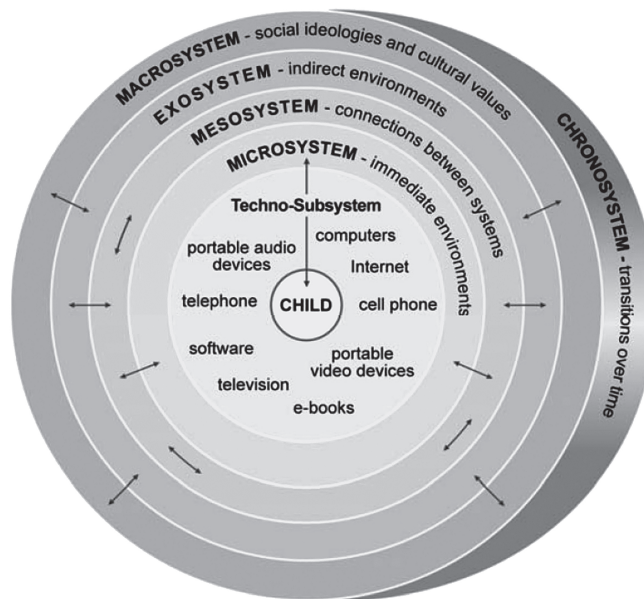 MACROSYSTEM - social ideologies and cultural values
EXOSYSTEM - indirect environments
MESOSYSTEM - connections between systems
MICROSYSTEM - immediate environments
CHRONOSYSTEM - transitions over time
Techno-Subsystem
computers
portable audio
devices
Internet
telephone
CHILD
cell phone
software
portable
video devices
television
e-books